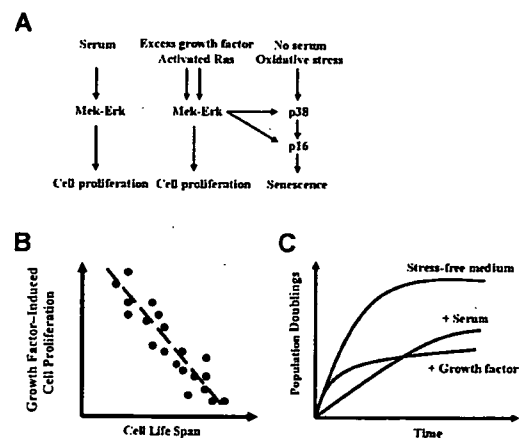 A
Serum
Excess growth factor
Activated Ras
No serum
Oxidative stress
Mek-Erk
Mek-Erk
p38
p16
Cell proliferation
Cell proliferation
Senescence
B
Growth Factor–Induced
Cell Proliferation
Cell Life Span
C
Population Doublings
Stress-free medium
+ Serum
+ Growth factor
Time